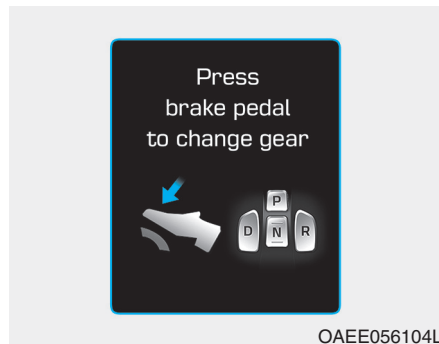 Press
brake pedal
to change gear
P
D N R
OAEE056104L